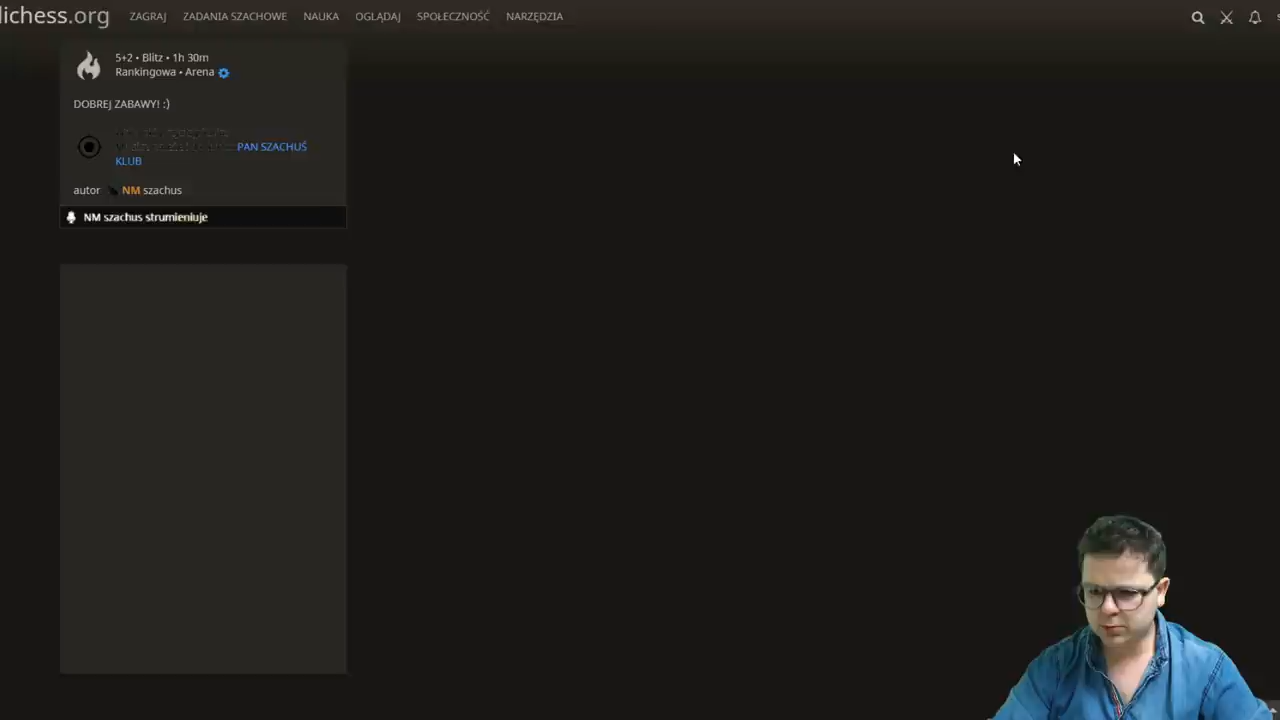 lichess.org
ZAGRAJ
ZADANIA SZACHOWE
NAUKA
OGLĄDAJ
SPOŁECZNOŚĆ
NARZĘDZIA
5+2 • Blitz • 1h 30m
Rankingowa • Arena
DOBREJ ZABAWY! :)
PAN SZACHUŚ
KLUB
autor NM szachus
NM szachus strumieniuje